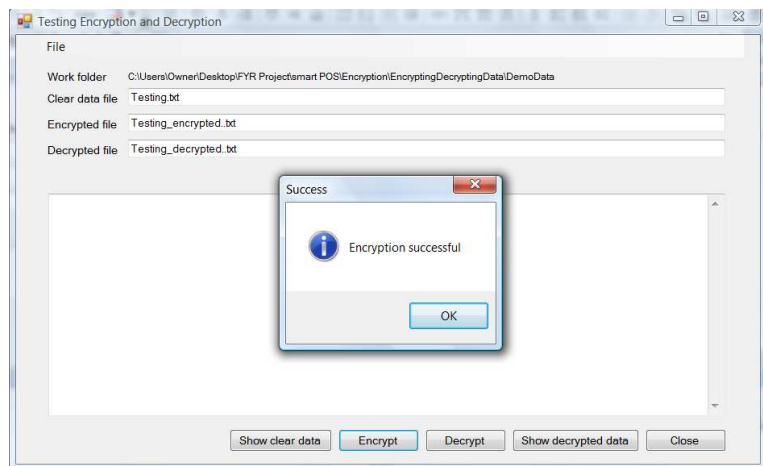 Testing Encryption and Decryption
File
Work folder C:\Users\Owner\Desktop\FYR Project\smart POS\Encryption\EncryptingDecryptingData\DemoData
Clear data file Testing.txt
Encrypted file Testing_encrypted..txt
Decrypted file Testing_decrypted..txt
Success
Encryption successful
OK
Show clear data Encrypt Decrypt Show decrypted data Close